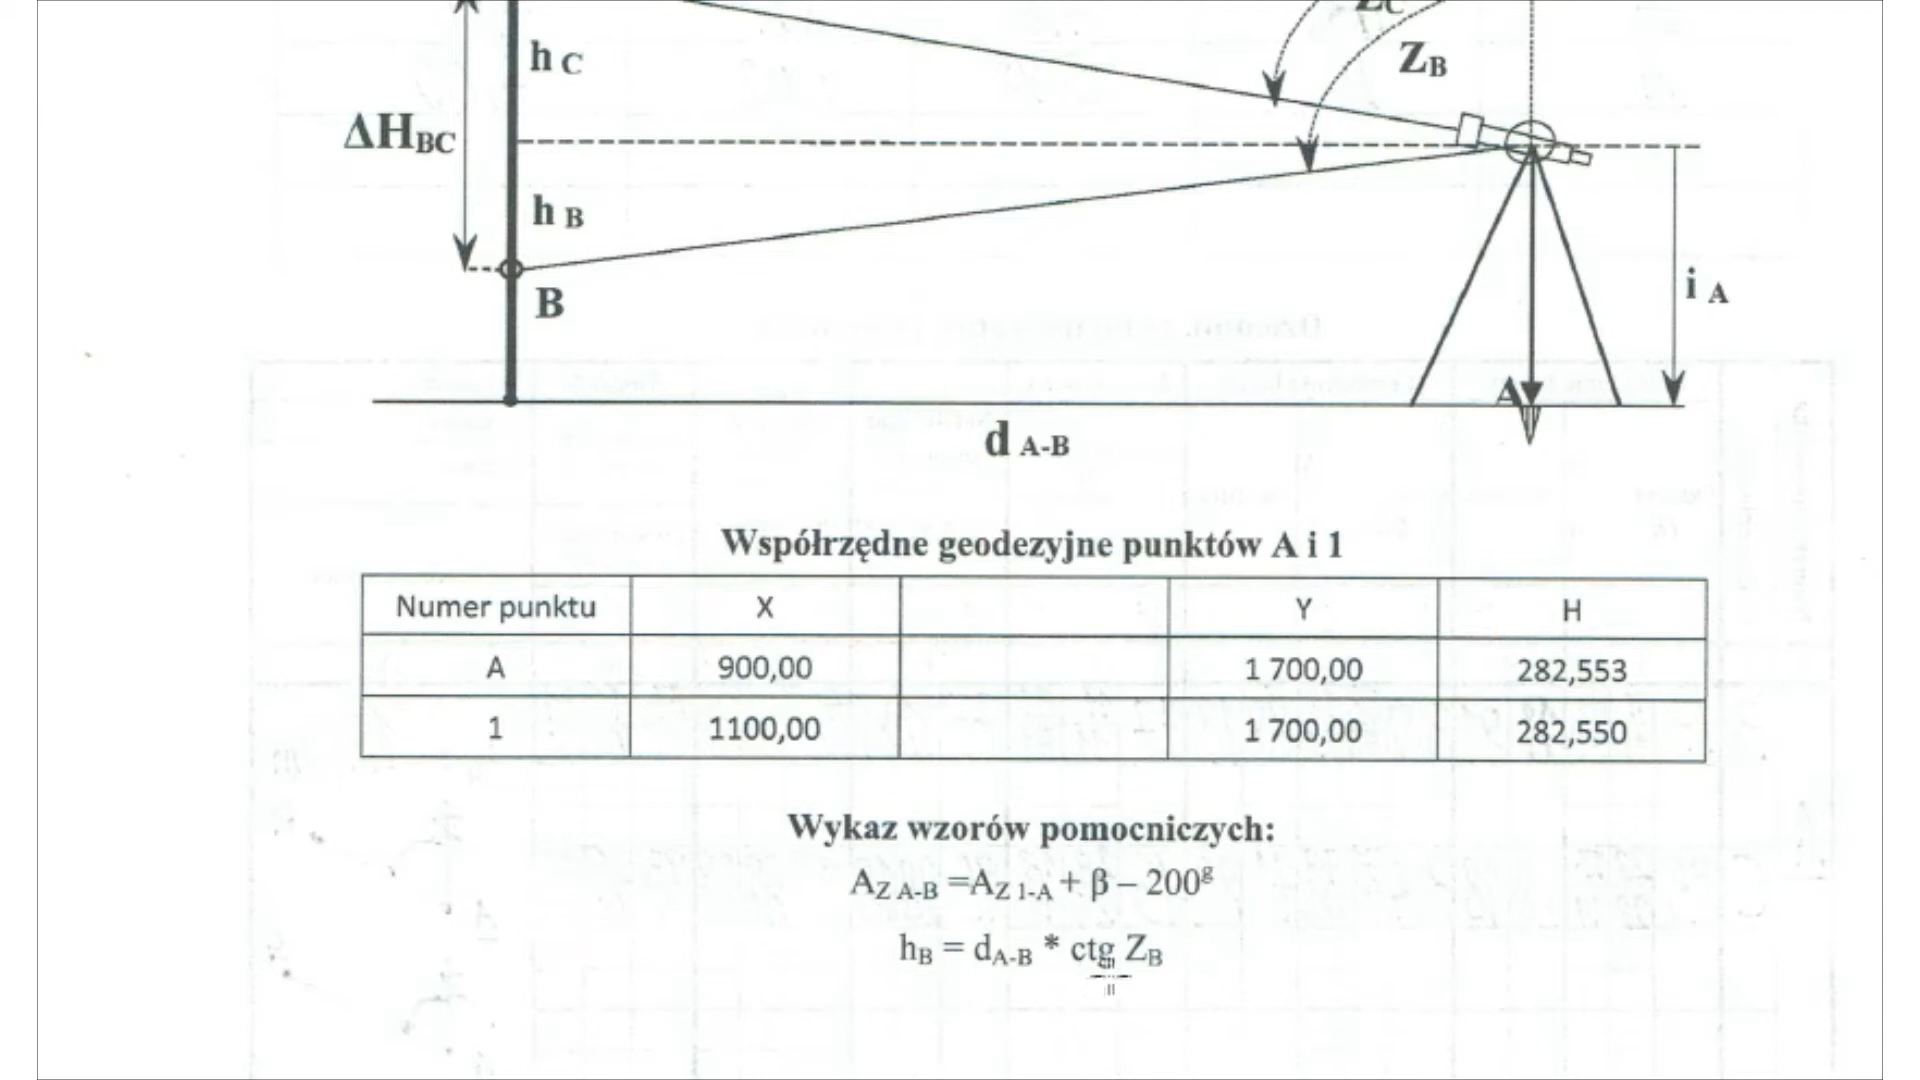 Z C
h C
Z B
ΔH BC
h B
B
i A
A
d A-B
Współrzędne geodezyjne punktów A i 1
Numer punktu X Y H
A 900,00 1 700,00 282,553
1 1100,00 1 700,00 282,550
Wykaz wzorów pomocniczych:
A Z A-B =A Z 1-A + β – 200ᵍ
h B = d A-B * ctg Z B